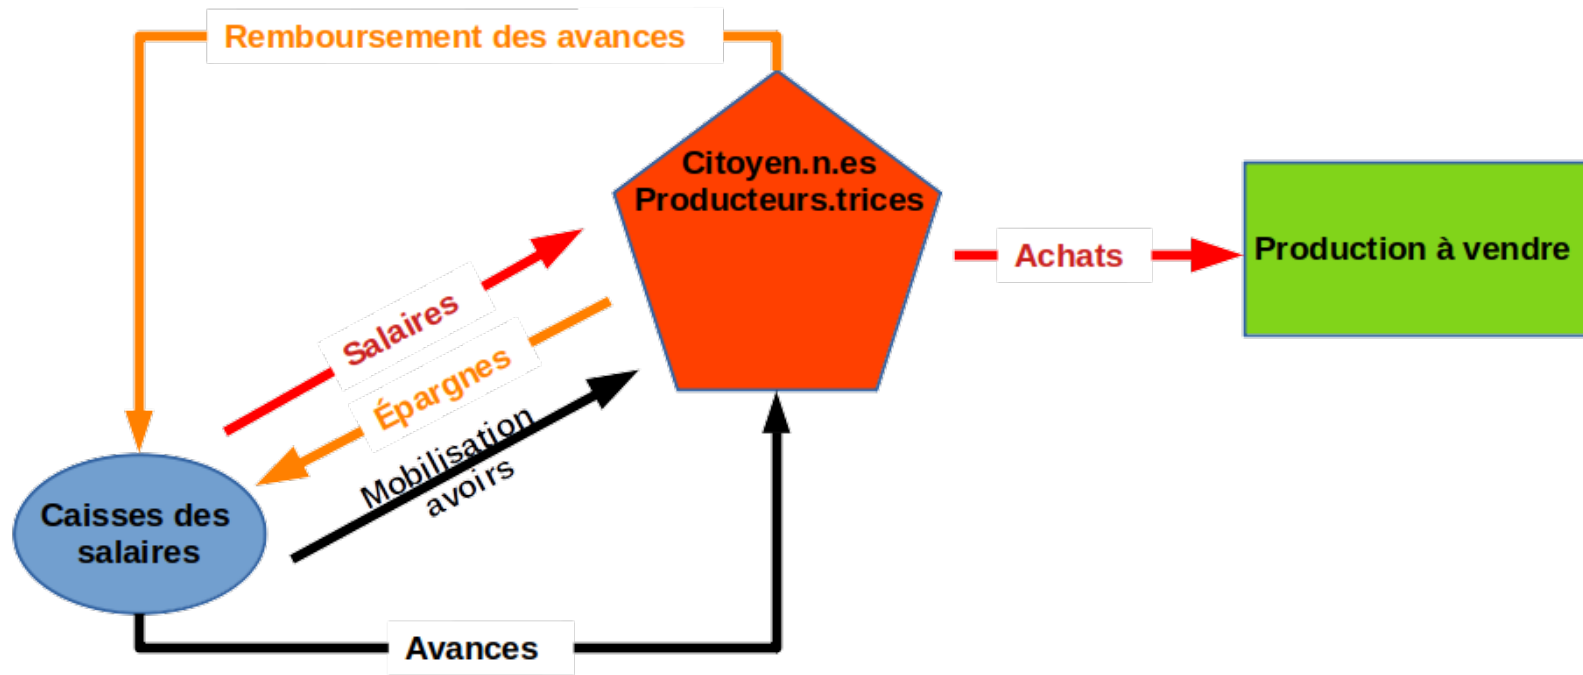 Remboursement des avances
Citoyen.n.es
Producteurs.trices
Achats
Production à vendre
Salaires
Épargnes
Mobilisation
avoirs
Caisses des
salaires
Avances